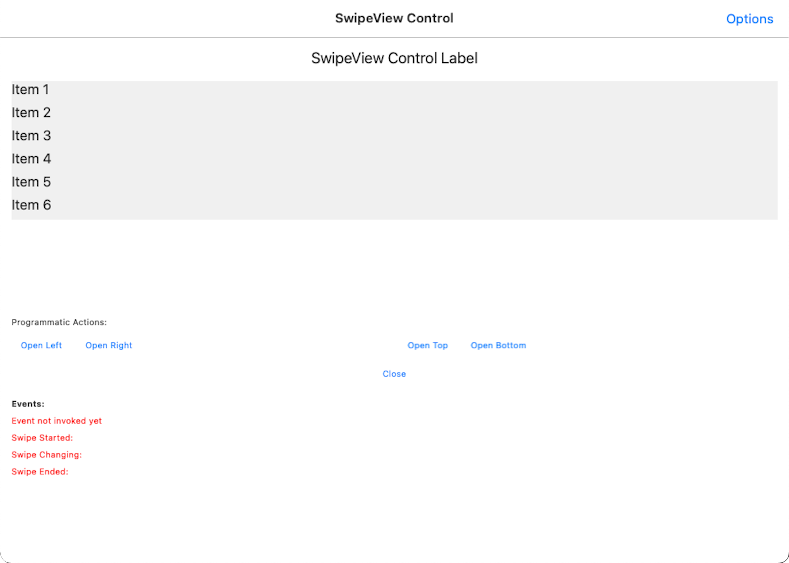 SwipeView Control
Options
SwipeView Control Label
Item 1
Item 2
Item 3
Item 4
Item 5
Item 6
Programmatic Actions:
Open Left Open Right Open Top Open Bottom
Close
Events:
Event not invoked yet
Swipe Started:
Swipe Changing:
Swipe Ended: